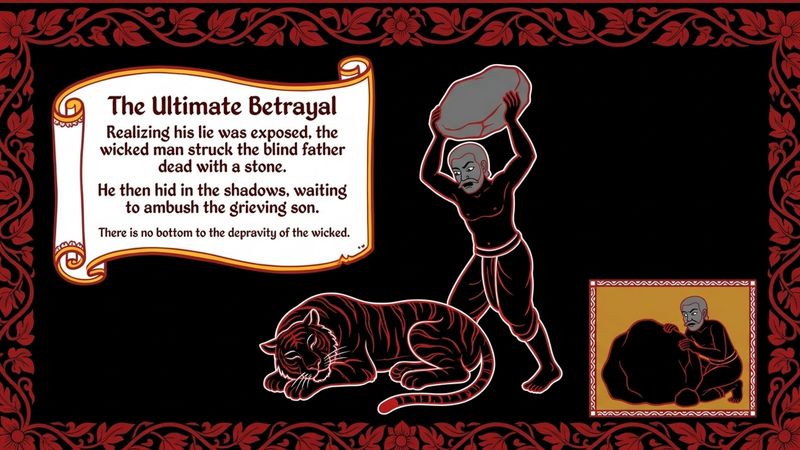 The Ultimate Betrayal
Realizing his lie was exposed, the
wicked man struck the blind father
dead with a stone.
He then hid in the shadows, waiting
to ambush the grieving son.
There is no bottom to the depravity of the wicked.